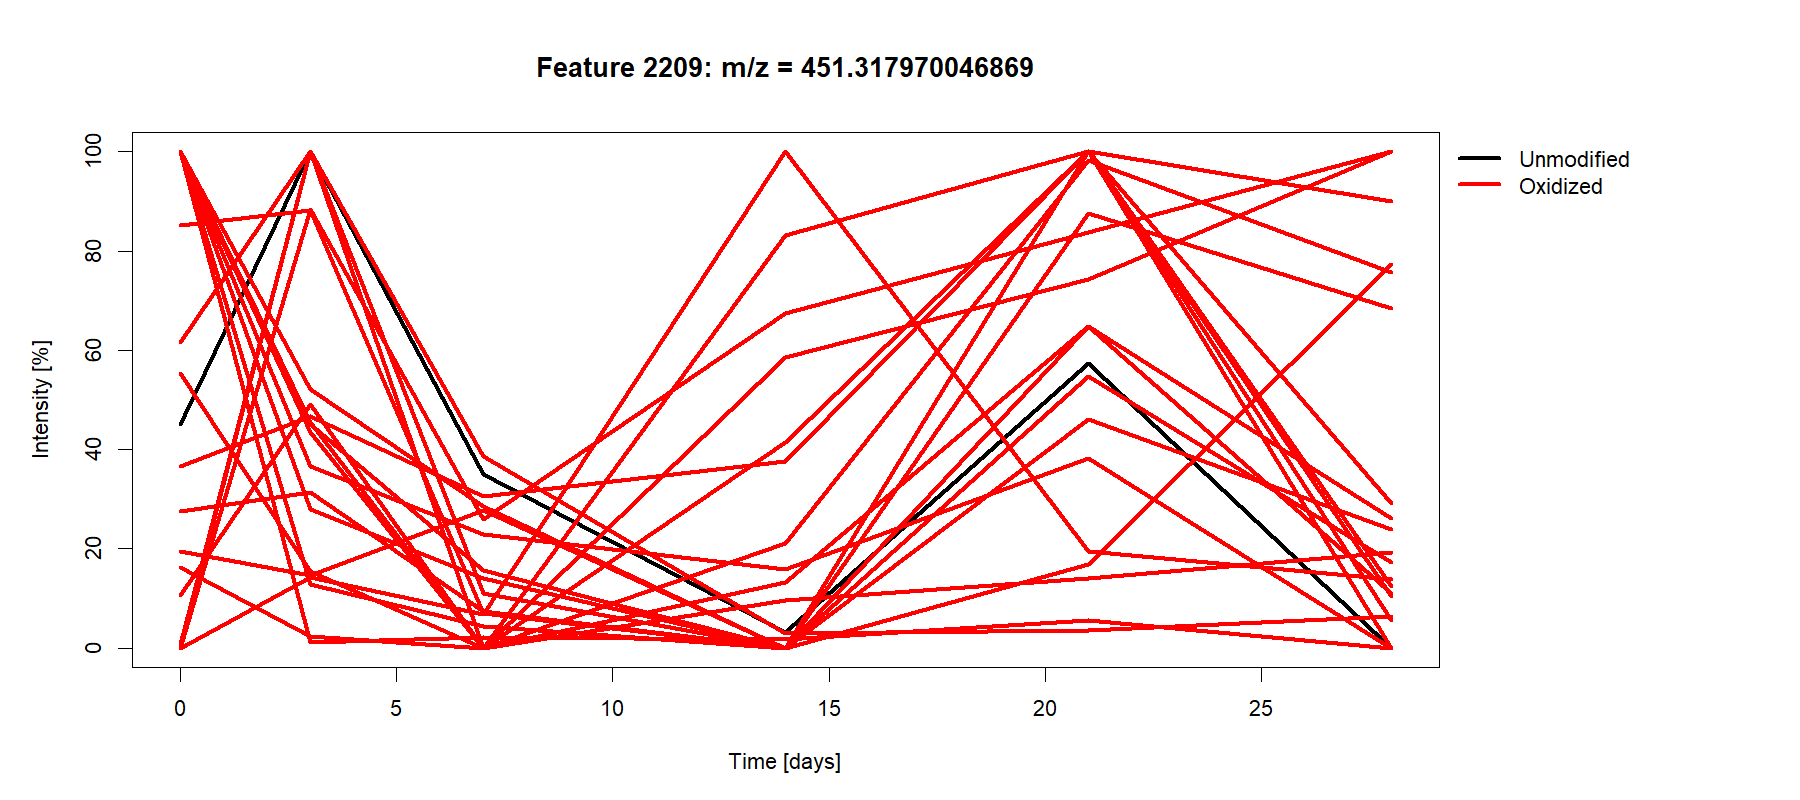 Feature 2209: m/z = 451.317970046869
Unmodified
Oxidized
Intensity [%]
100
80
60
40
20
0
0 5 10 15 20 25
Time [days]